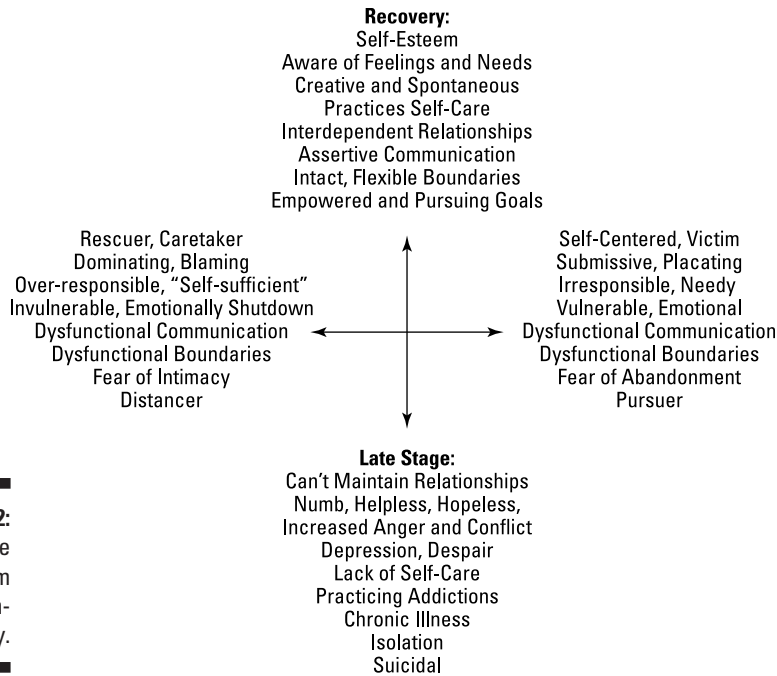 Recovery:
Self-Esteem
Aware of Feelings and Needs
Creative and Spontaneous
Practices Self-Care
Interdependent Relationships
Assertive Communication
Intact, Flexible Boundaries
Empowered and Pursuing Goals
Rescuer, Caretaker
Dominating, Blaming
Over-responsible, “Self-sufficient”
Invulnerable, Emotionally Shutdown
Dysfunctional Communication
Dysfunctional Boundaries
Fear of Intimacy
Distancer
Self-Centered, Victim
Submissive, Placating
Irresponsible, Needy
Vulnerable, Emotional
Dysfunctional Communication
Dysfunctional Boundaries
Fear of Abandonment
Pursuer
Late Stage:
Can't Maintain Relationships
Numb, Helpless, Hopeless,
Increased Anger and Conflict
Depression, Despair
Lack of Self-Care
Practicing Addictions
Chronic Illness
Isolation
Suicidal
2:
e
m
n-
y.